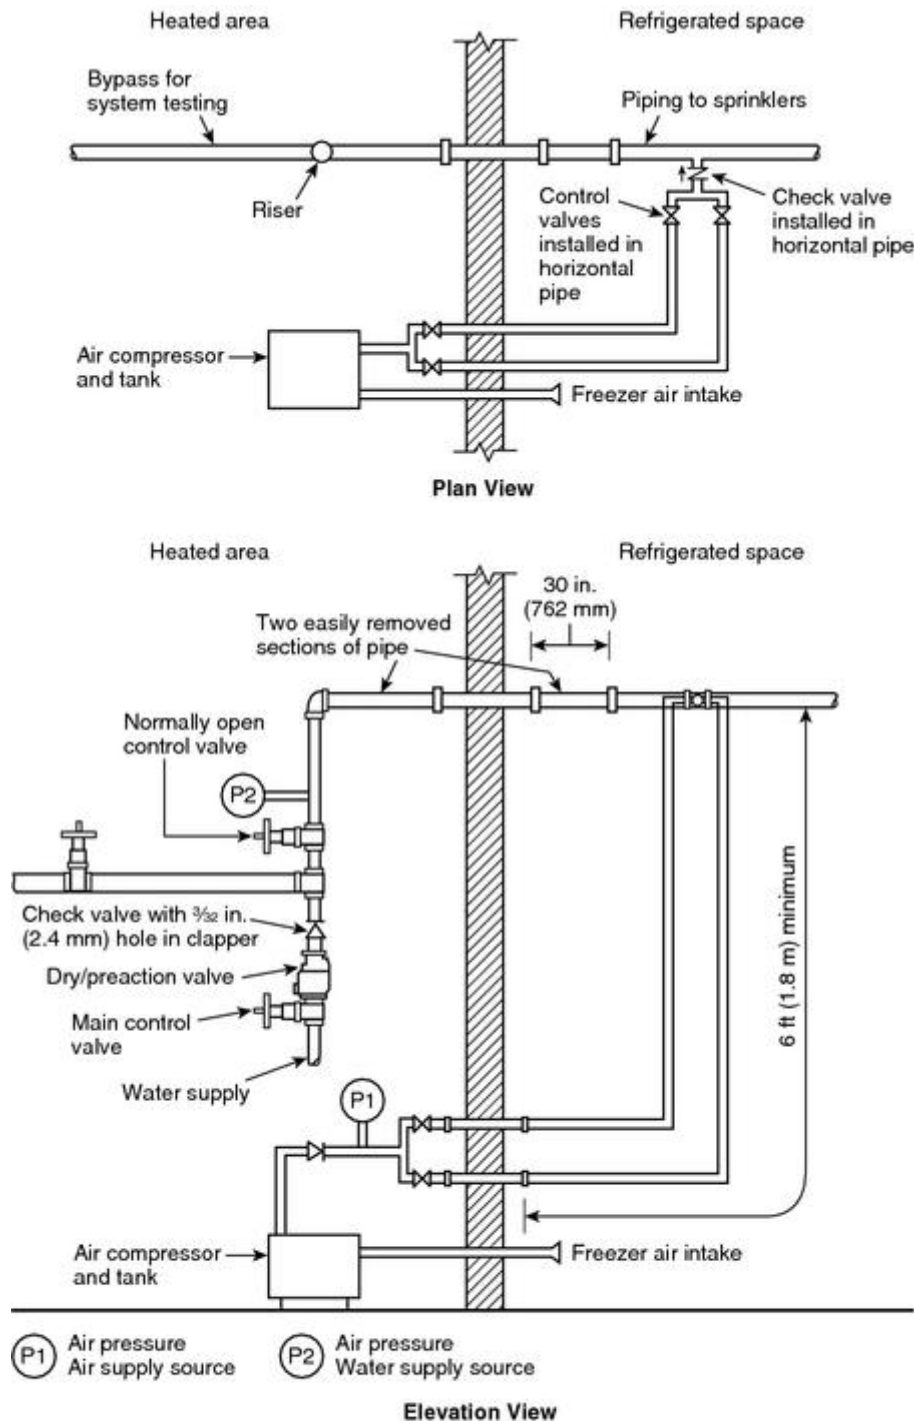 Heated area
Refrigerated space
Bypass for
system testing
Piping to sprinklers
Riser
Control
valves
installed in
horizontal
pipe
Check valve
installed in
horizontal pipe
Air compressor
and tank
Freezer air intake
Plan View
Heated area
Refrigerated space
30 in.
(762 mm)
Two easily removed
sections of pipe
Normally open
control valve
P2
Check valve with 3⁄32 in.
(2.4 mm) hole in clapper
Dry/preaction valve
Main control
valve
Water supply
6 ft (1.8 m) minimum
P1
Air compressor
and tank
Freezer air intake
P1 Air pressure
Air supply source
P2 Air pressure
Water supply source
Elevation View